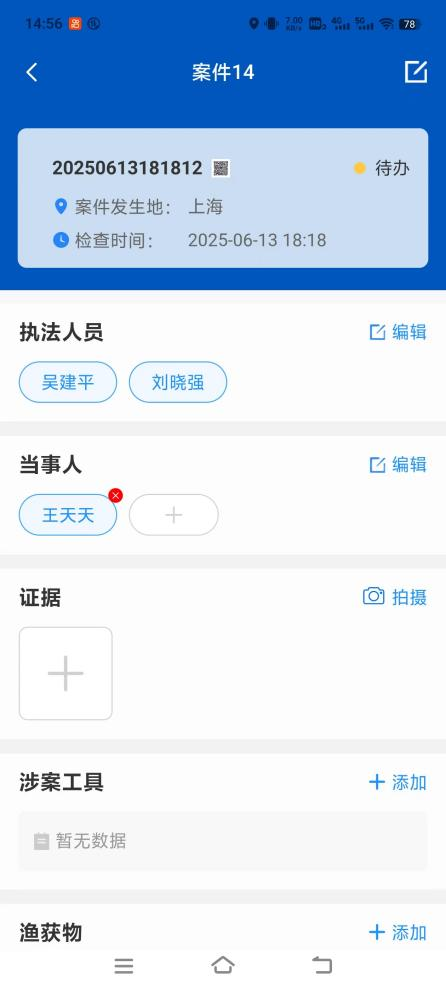 14:56
7.00 KB/s HD 2 4G 5G 78
案件14
20250613181812 待办
案件发生地： 上海
检查时间： 2025-06-13 18:18
执法人员 编辑
吴建平 刘晓强
当事人 编辑
王天天
证据 拍摄
涉案工具 添加
暂无数据
渔获物 添加